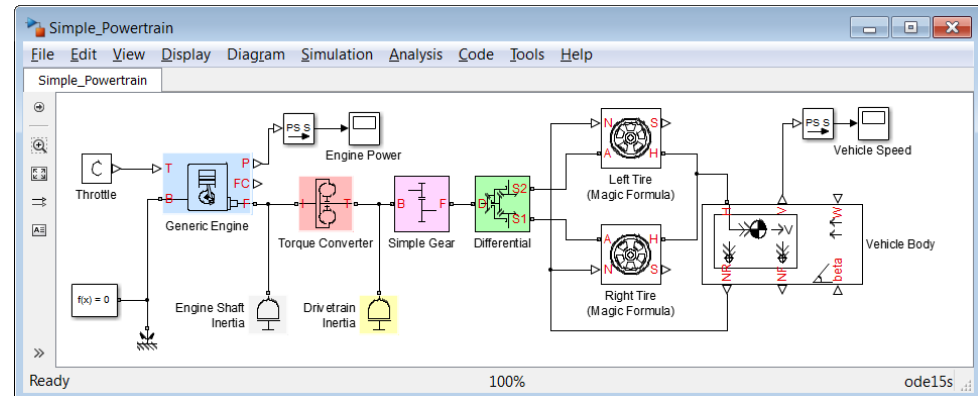 Simple_Powertrain
File Edit View Display Diagram Simulation Analysis Code Tools Help
Simple_Powertrain
C
Throttle
T
B
P
FC
F
Generic Engine
PS S
Engine Power
I
T
Torque Converter
B
F
Simple Gear
D
S2
S1
Differential
N
S
A
H
Left Tire
(Magic Formula)
A
H
N
S
Right Tire
(Magic Formula)
PS S
Vehicle Speed
H
V
W
V
NR
NF
beta
Vehicle Body
f(x) = 0
Engine Shaft
Inertia
Drivetrain
Inertia
Ready
100%
ode15s